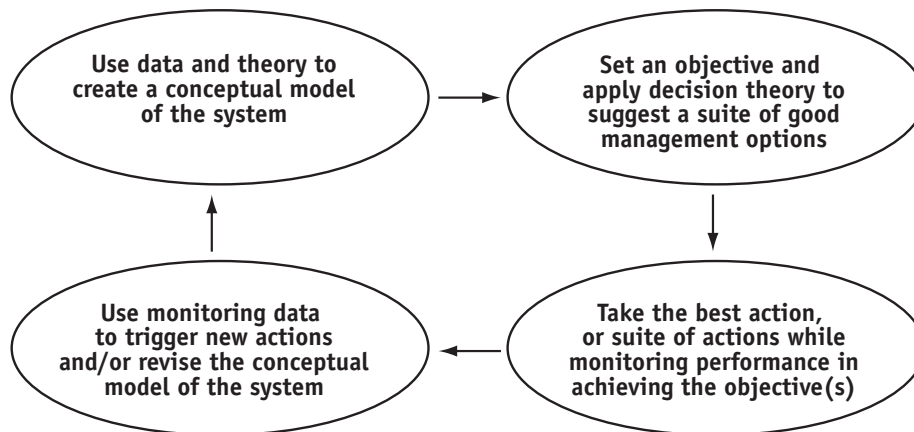 Use data and theory to
create a conceptual model
of the system
Set an objective and
apply decision theory to
suggest a suite of good
management options
Use monitoring data
to trigger new actions
and/or revise the conceptual
model of the system
Take the best action,
or suite of actions while
monitoring performance in
achieving the objective(s)